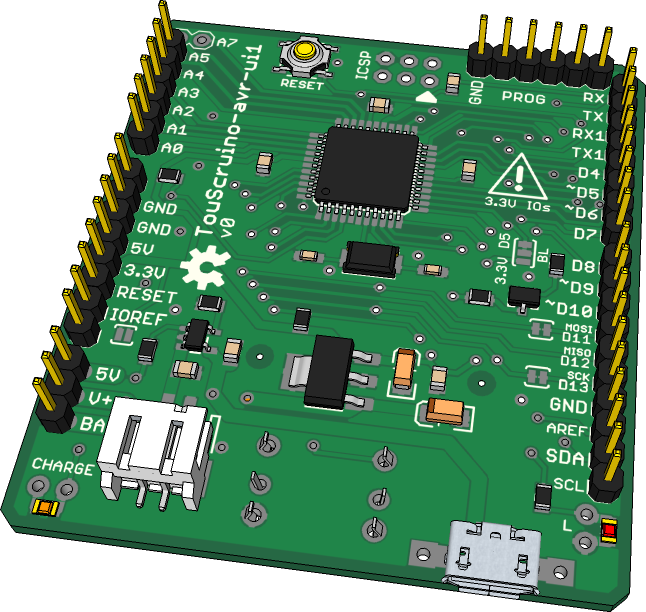 A7
A5
A4
A3
A2
A1
A0
GND
GND
5V
3.3V
RESET
IOREF
5V
V+
BA
CHARGE
TouScruino-avr-ui1
v0
RESET
ICSP
GND
PROG
RX
TX
RX1
TX1
D4
~D5
~D6
D7
3.3V IOs
3.3V D5
BL
D8
~D9
~D10
MOSI
D11
MISO
D12
SCK
D13
GND
AREF
SDA
SCL
L